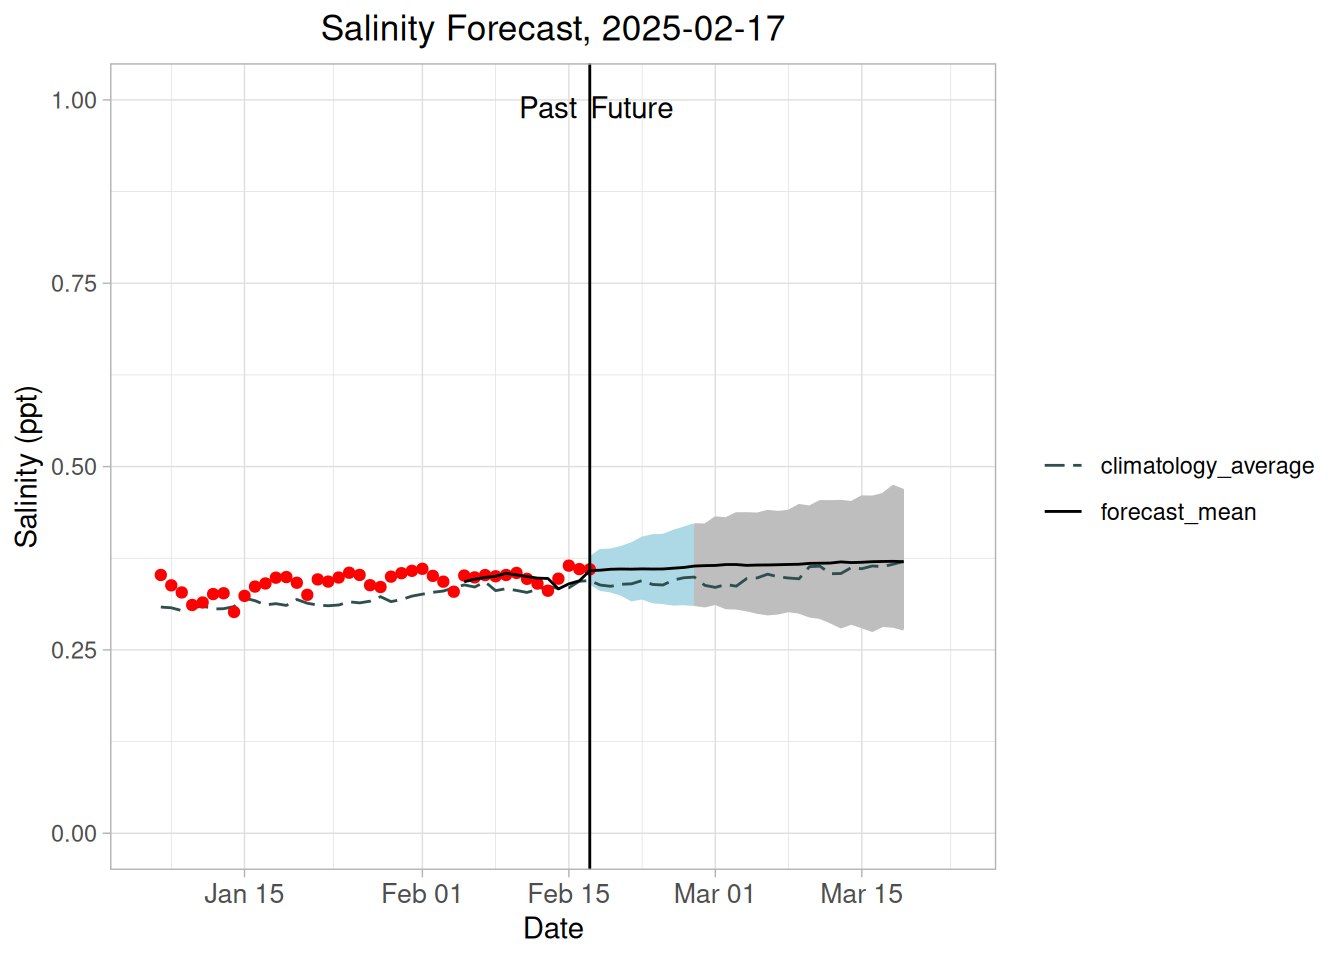 Salinity Forecast, 2025-02-17
Past Future
1.00
0.75
0.50
0.25
0.00
Salinity (ppt)
Jan 15 Feb 01 Feb 15 Mar 01 Mar 15
Date
climatology_average
forecast_mean